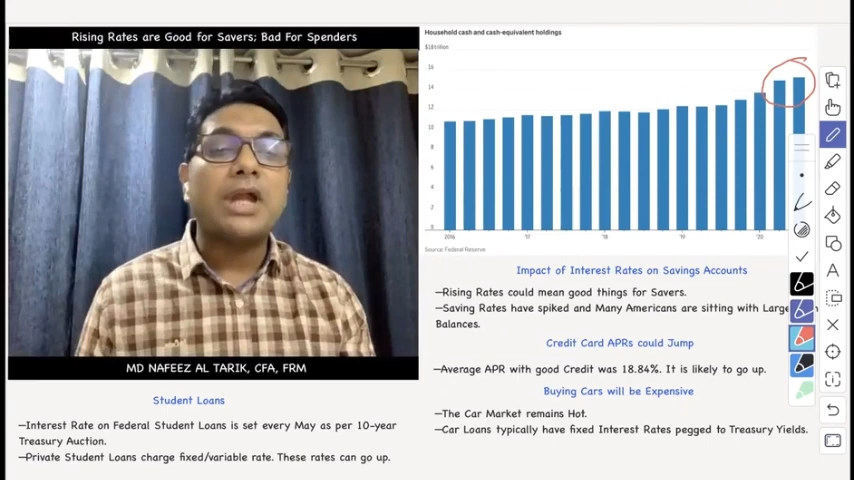 Rising Rates are Good for Savers; Bad For Spenders
MD NAFEEZ AL TARIK, CFA, FRM
Student Loans
—Interest Rate on Federal Student Loans is set every May as per 10-year
Treasury Auction.
—Private Student Loans charge fixed/variable rate. These rates can go up.
Household cash and cash-equivalent holdings
$18 trillion
16
14
12
10
8
6
4
2
0
2016 '17 '18 '19 '20
Source: Federal Reserve
Impact of Interest Rates on Savings Accounts
—Rising Rates could mean good things for Savers.
—Saving Rates have spiked and Many Americans are sitting with Large
Balances.
Credit Card APRs could Jump
—Average APR with good Credit was 18.84%. It is likely to go up.
Buying Cars will be Expensive
—The Car Market remains Hot.
—Car Loans typically have fixed Interest Rates pegged to Treasury Yields.
A